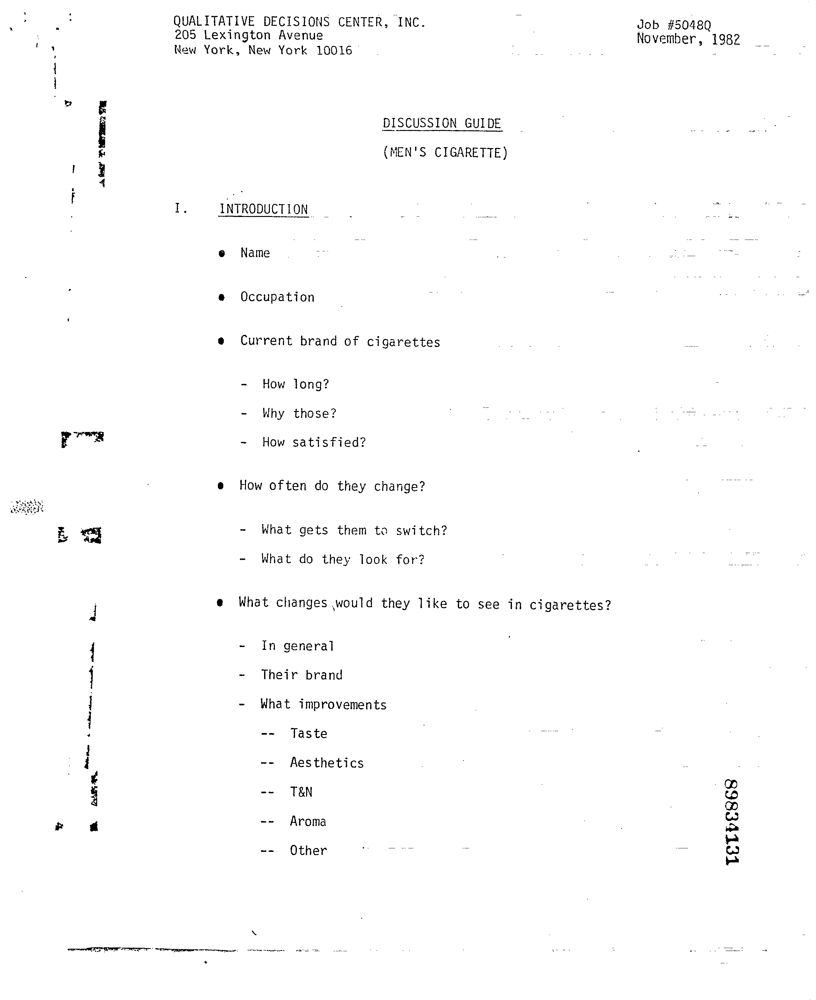 QUALITATIVE DECISIONS CENTER, INC.
205 Lexington Avenue
New York, New York 10016
Job #5048Q
November, 1982
DISCUSSION GUIDE
(MEN'S CIGARETTE)
I. INTRODUCTION
● Name
● Occupation
● Current brand of cigarettes
- How long?
- Why those?
- How satisfied?
● How often do they change?
- What gets them to switch?
- What do they look for?
● What changes would they like to see in cigarettes?
- In general
- Their brand
- What improvements
-- Taste
-- Aesthetics
-- T&N
-- Aroma
-- Other
89834131